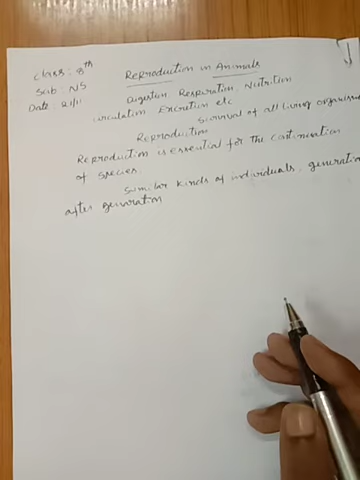 Class: 8th
Reproduction in Animals
Sub: NS
Date: 21/11
Digestion, Respiration, Nutrition
circulation Excretion etc
Survival of all living organisms
Reproduction
Reproduction is essential for the continuation
of species.
Similar kinds of individuals, generation
after generation